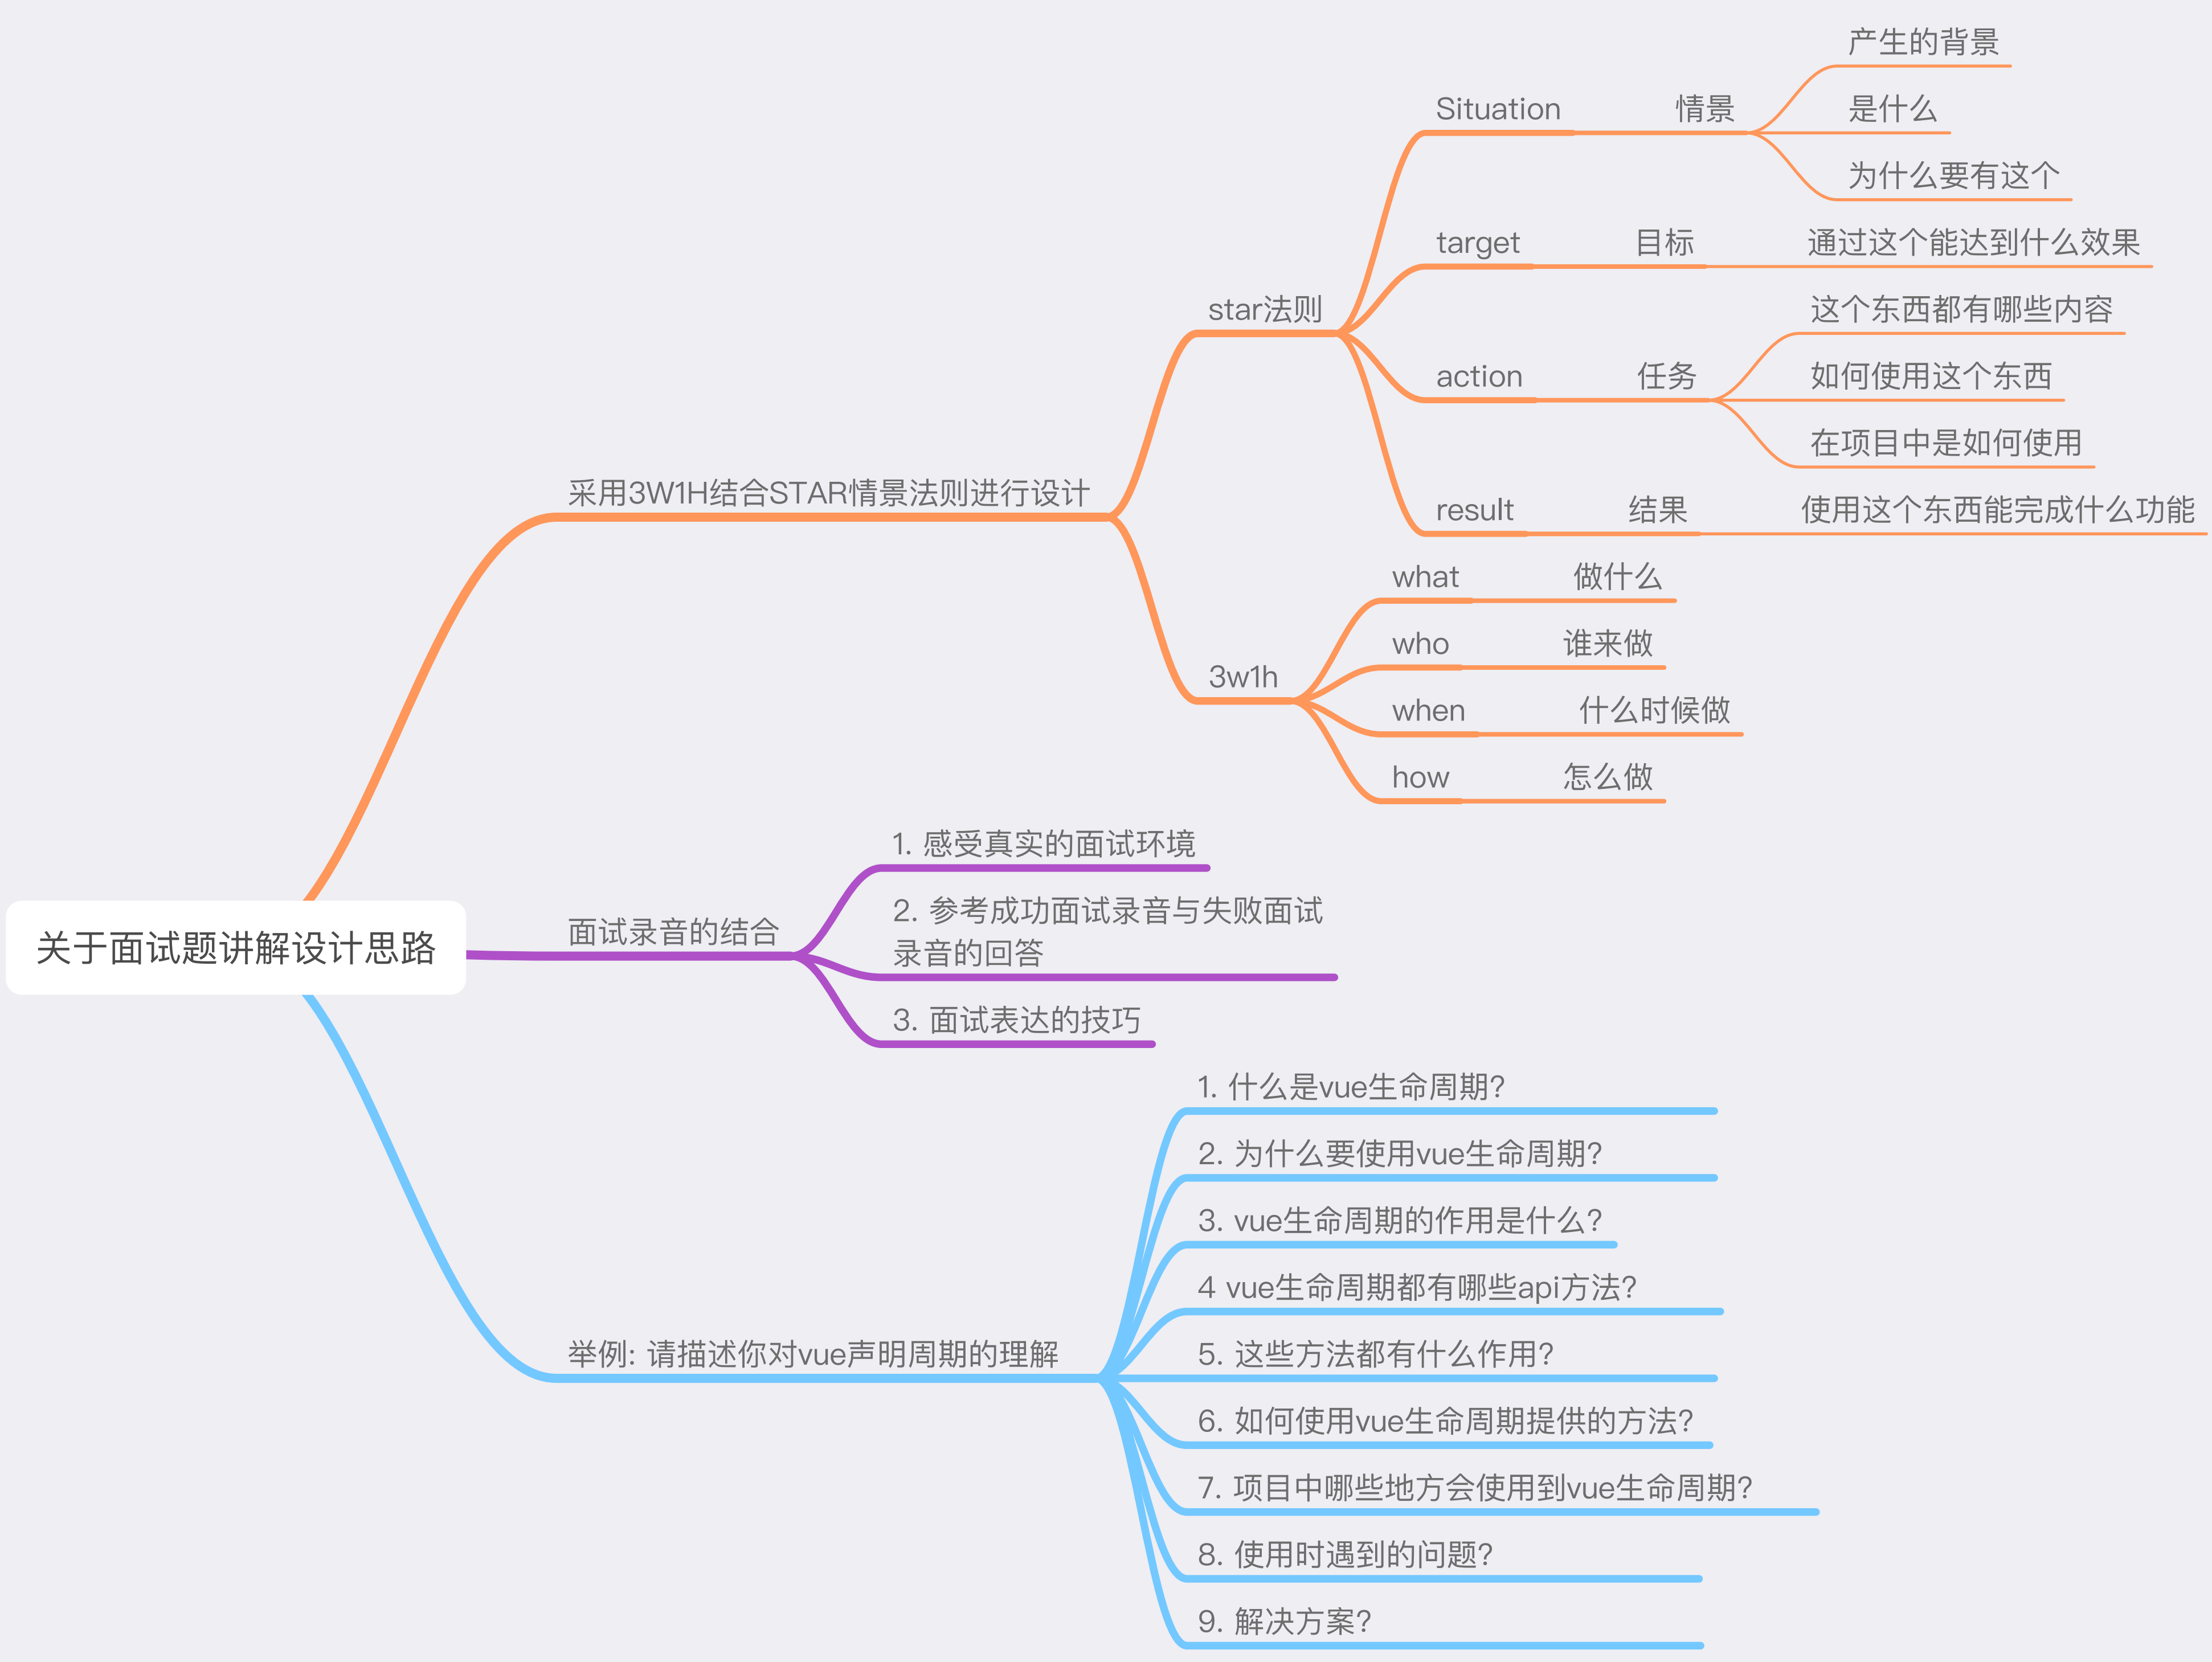 关于面试题讲解设计思路
采用3W1H结合STAR情景法则进行设计
star法则
Situation
情景
产生的背景
是什么
为什么要有这个
target
目标
通过这个能达到什么效果
action
任务
这个东西都有哪些内容
如何使用这个东西
在项目中是如何使用
result
结果
使用这个东西能完成什么功能
3w1h
what
做什么
who
谁来做
when
什么时候做
how
怎么做
面试录音的结合
1. 感受真实的面试环境
2. 参考成功面试录音与失败面试
录音的回答
3. 面试表达的技巧
举例: 请描述你对vue声明周期的理解
1. 什么是vue生命周期?
2. 为什么要使用vue生命周期?
3. vue生命周期的作用是什么?
4 vue生命周期都有哪些api方法?
5. 这些方法都有什么作用?
6. 如何使用vue生命周期提供的方法?
7. 项目中哪些地方会使用到vue生命周期?
8. 使用时遇到的问题?
9. 解决方案?